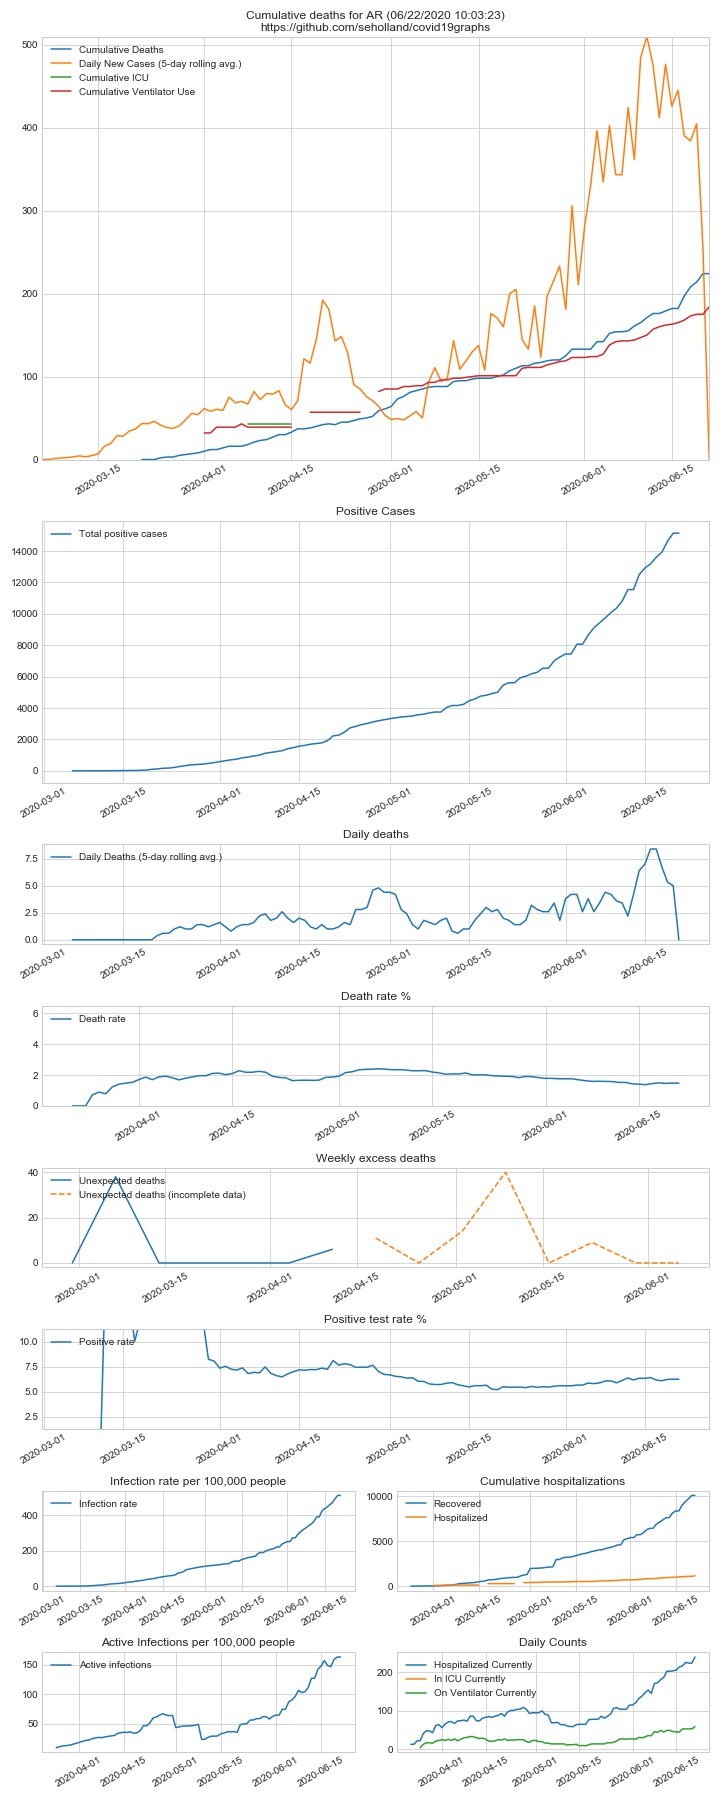 Cumulative deaths for AR (06/22/2020 10:03:23)
https://github.com/seholland/covid19graphs
Cumulative Deaths
Daily New Cases (5-day rolling avg.)
Cumulative ICU
Cumulative Ventilator Use
500
400
300
200
100
0
2020-03-15 2020-04-01 2020-04-15 2020-05-01 2020-05-15 2020-06-01 2020-06-15
Positive Cases
Total positive cases
14000
12000
10000
8000
6000
4000
2000
0
2020-03-01 2020-03-15 2020-04-01 2020-04-15 2020-05-01 2020-05-15 2020-06-01 2020-06-15
Daily deaths
Daily Deaths (5-day rolling avg.)
7.5
5.0
2.5
0.0
2020-03-01 2020-03-15 2020-04-01 2020-04-15 2020-05-01 2020-05-15 2020-06-01 2020-06-15
Death rate %
Death rate
6
4
2
0
2020-04-01 2020-04-15 2020-05-01 2020-05-15 2020-06-01 2020-06-15
Weekly excess deaths
Unexpected deaths
Unexpected deaths (incomplete data)
40
20
0
2020-03-01 2020-03-15 2020-04-01 2020-04-15 2020-05-01 2020-05-15 2020-06-01
Positive test rate %
Positive rate
10.0
7.5
5.0
2.5
2020-03-01 2020-03-15 2020-04-01 2020-04-15 2020-05-01 2020-05-15 2020-06-01 2020-06-15
Infection rate per 100,000 people
Infection rate
400
200
0
2020-03-01 2020-03-15 2020-04-01 2020-04-15 2020-05-01 2020-05-15 2020-06-01 2020-06-15
Cumulative hospitalizations
Recovered
Hospitalized
10000
5000
0
2020-04-01 2020-04-15 2020-05-01 2020-05-15 2020-06-01 2020-06-15
Active Infections per 100,000 people
Active infections
150
100
50
2020-04-01 2020-04-15 2020-05-01 2020-05-15 2020-06-01 2020-06-15
Daily Counts
Hospitalized Currently
In ICU Currently
On Ventilator Currently
200
100
0
2020-04-01 2020-04-15 2020-05-01 2020-05-15 2020-06-01 2020-06-15